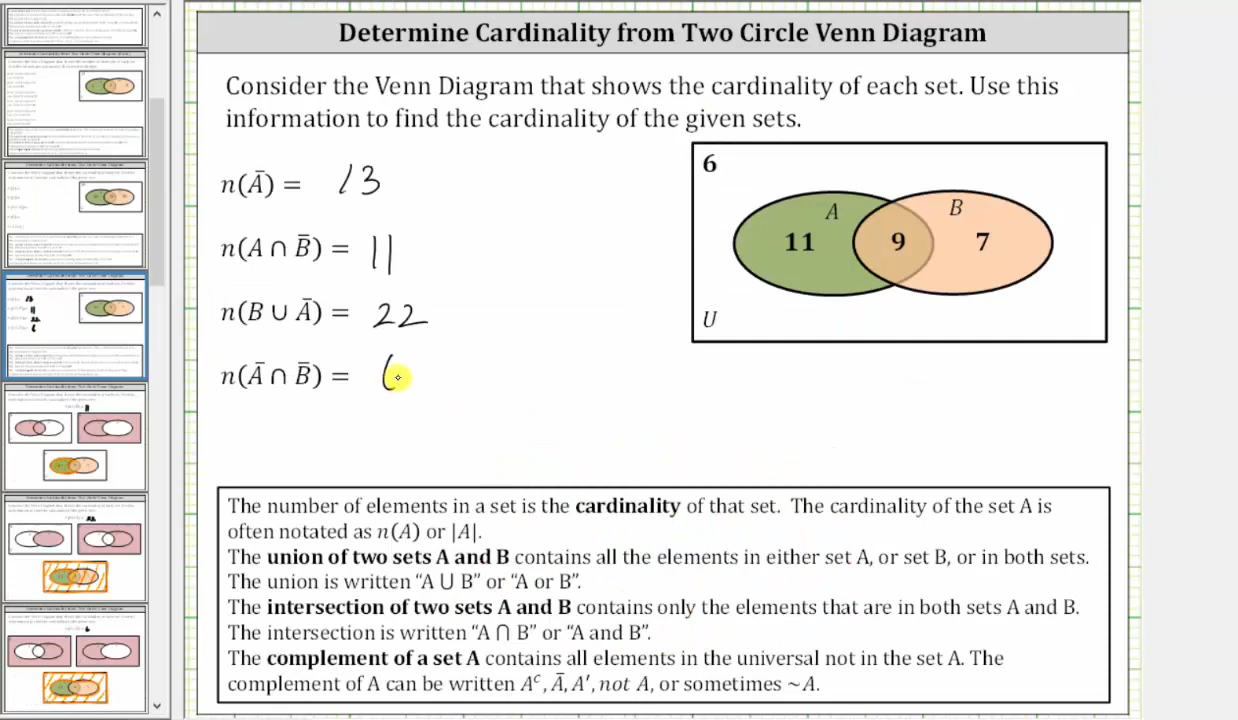 Determine Cardinality from Two Circle Venn Diagram
Consider the Venn Diagram that shows the cardinality of each set. Use this
information to find the cardinality of the given sets.
n(Ā) = 13
n(A ∩ B̄) = 11
n(B ∪ Ā) = 22
n(Ā ∩ B̄) = 6
6
A
B
11
9
7
U
The number of elements in a set is the cardinality of that set. The cardinality of the set A is
often notated as n(A) or |A|.
The union of two sets A and B contains all the elements in either set A, or set B, or in both sets.
The union is written “A U B” or “A or B”.
The intersection of two sets A and B contains only the elements that are in both sets A and B.
The intersection is written “A ⋂ B” or “A and B”.
The complement of a set A contains all elements in the universal not in the set A. The
complement of A can be written Aᶜ, Ā, A′, not A, or sometimes ~A.